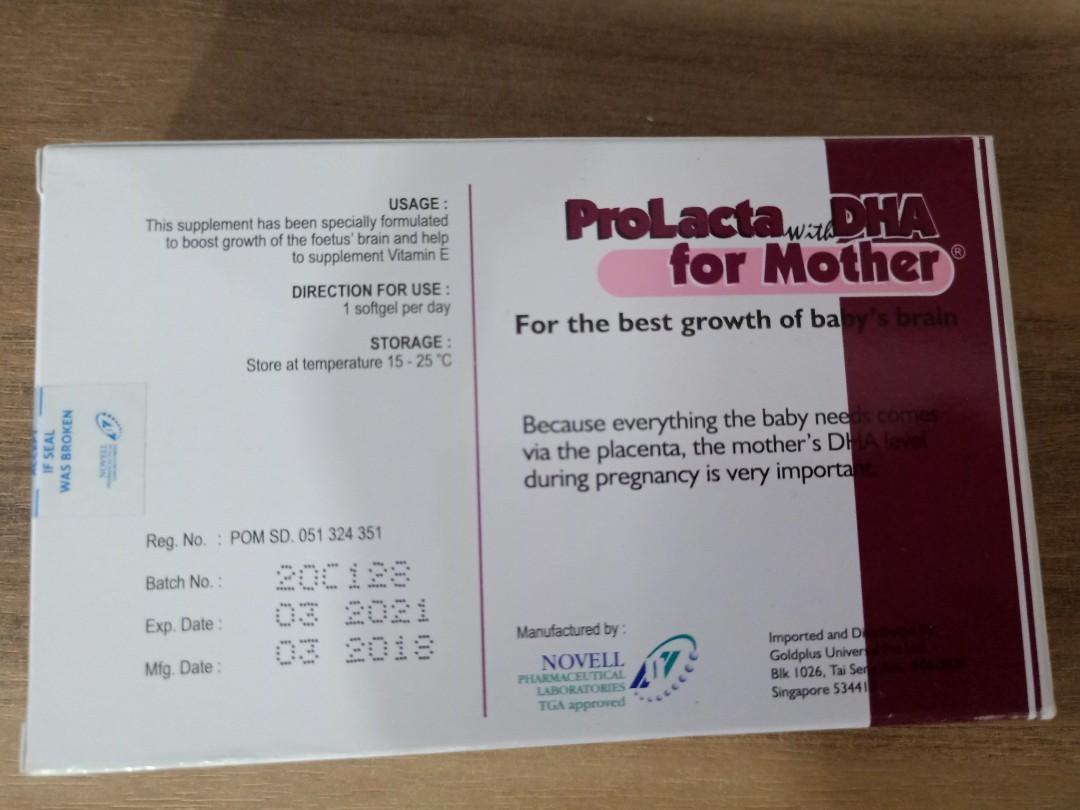 USAGE :
This supplement has been specially formulated
to boost growth of the foetus' brain and help
to supplement Vitamin E
DIRECTION FOR USE :
1 softgel per day
STORAGE :
Store at temperature 15 - 25 °C
IF SEAL
WAS BROKEN
NOVELL
Reg. No. : POM SD. 051 324 351
Batch No. : 20C128
Exp. Date : 03 2021
Mfg. Date : 03 2018
ProLacta with DHA
for Mother ®
For the best growth of baby's brain
Because everything the baby needs comes
via the placenta, the mother's DHA level
during pregnancy is very important.
Manufactured by :
NOVELL
PHARMACEUTICAL
LABORATORIES
TGA approved
Imported and
Goldplus
Blk 1026, Tai
Singapore